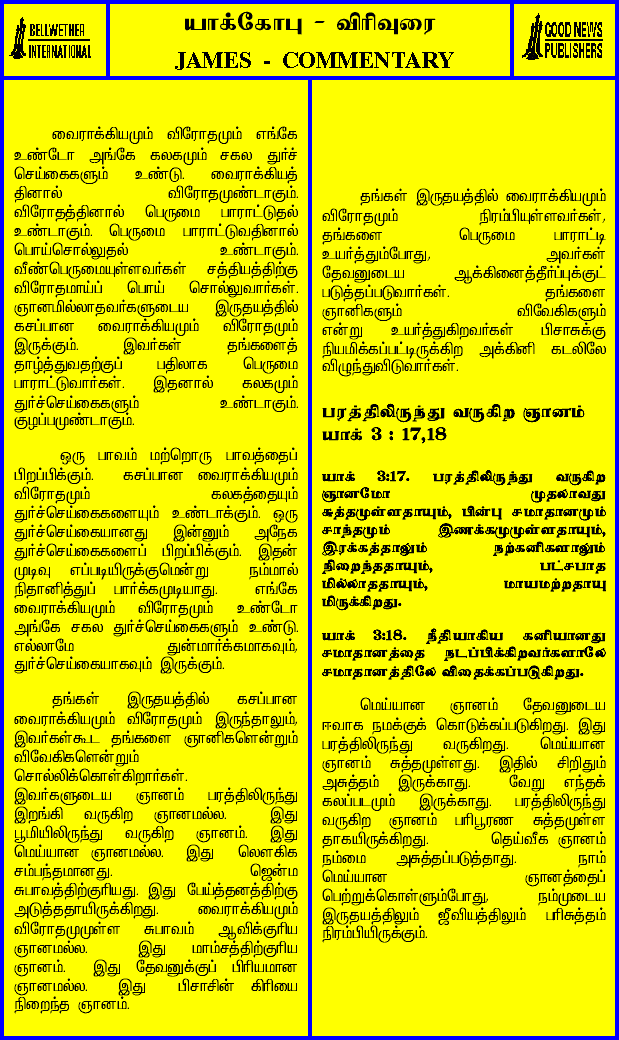 BELLWETHER
INTERNATIONAL
யாக்கோபு - விரிவுரை
JAMES - COMMENTARY
GOOD NEWS
PUBLISHERS
வைராக்கியமும் விரோதமும் எங்கே
உண்டோ அங்கே கலகமும் சகல துர்ச்
செய்கைகளும் உண்டு. வைராக்கியத்
தினால் விரோதமுண்டாகும்.
விரோதத்தினால் பெருமை பாராட்டுதல்
உண்டாகும். பெருமை பாராட்டுவதினால்
பொய்சொல்லுதல் உண்டாகும்.
வீண்பெருமையுள்ளவர்கள் சத்தியத்திற்கு
விரோதமாய்ப் பொய் சொல்லுவார்கள்.
ஞானமில்லாதவர்களுடைய இருதயத்தில்
கசப்பான வைராக்கியமும் விரோதமும்
இருக்கும். இவர்கள் தங்களைத்
தாழ்த்துவதற்குப் பதிலாக பெருமை
பாராட்டுவார்கள். இதனால் கலகமும்
துர்ச்செய்கைகளும் உண்டாகும்.
குழப்பமுண்டாகும்.
ஒரு பாவம் மற்றொரு பாவத்தைப்
பிறப்பிக்கும். கசப்பான வைராக்கியமும்
விரோதமும் கலகத்தையும்
துர்ச்செய்கைகளையும் உண்டாக்கும். ஒரு
துர்ச்செய்கையானது இன்னும் அநேக
துர்ச்செய்கைகளைப் பிறப்பிக்கும். இதன்
முடிவு எப்படியிருக்குமென்று நம்மால்
நிதானித்துப் பார்க்கமுடியாது. எங்கே
வைராக்கியமும் விரோதமும் உண்டோ
அங்கே சகல துர்ச்செய்கைகளும் உண்டு.
எல்லாமே துன்மார்க்கமாகவும்,
துர்ச்செய்கையாகவும் இருக்கும்.
தங்கள் இருதயத்தில் கசப்பான
வைராக்கியமும் விரோதமும் இருந்தாலும்,
இவர்கள்கூட தங்களை ஞானிகளென்றும்
விவேகிகளென்றும்
சொல்லிக்கொள்கிறார்கள்.
இவர்களுடைய ஞானம் பரத்திலிருந்து
இறங்கி வருகிற ஞானமல்ல. இது
பூமியிலிருந்து வருகிற ஞானம். இது
மெய்யான ஞானமல்ல. இது லௌகிக
சம்பந்தமானது. ஜென்ம
சுபாவத்திற்குரியது. இது பேய்த்தனத்திற்கு
அடுத்ததாயிருக்கிறது. வைராக்கியமும்
விரோதமுமுள்ள சுபாவம் ஆவிக்குரிய
ஞானமல்ல. இது மாம்சத்திற்குரிய
ஞானம். இது தேவனுக்குப் பிரியமான
ஞானமல்ல. இது பிசாசின் கிரியை
நிறைந்த ஞானம்.
தங்கள் இருதயத்தில் வைராக்கியமும்
விரோதமும் நிரம்பியுள்ளவர்கள்,
தங்களை பெருமை பாராட்டி
உயர்த்தும்போது, அவர்கள்
தேவனுடைய ஆக்கினைத்தீர்ப்புக்குட்
படுத்தப்படுவார்கள். தங்களை
ஞானிகளும் விவேகிகளும்
என்று உயர்த்துகிறவர்கள் பிசாசுக்கு
நியமிக்கப்பட்டிருக்கிற அக்கினி கடலிலே
விழுந்துவிடுவார்கள்.
பரத்திலிருந்து வருகிற ஞானம்
யாக் 3 : 17,18
யாக் 3:17. பரத்திலிருந்து வருகிற
ஞானமோ முதலாவது
சுத்தமுள்ளதாயும், பின்பு சமாதானமும்
சாந்தமும் இணக்கமுமுள்ளதாயும்,
இரக்கத்தாலும் நற்கனிகளாலும்
நிறைந்ததாயும், பட்சபாத
மில்லாததாயும், மாயமற்றதாயு
மிருக்கிறது.
யாக் 3:18. நீதியாகிய கனியானது
சமாதானத்தை நடப்பிக்கிறவர்களாலே
சமாதானத்திலே விதைக்கப்படுகிறது.
மெய்யான ஞானம் தேவனுடைய
ஈவாக நமக்குக் கொடுக்கப்படுகிறது. இது
பரத்திலிருந்து வருகிறது. மெய்யான
ஞானம் சுத்தமுள்ளது. இதில் சிறிதும்
அசுத்தம் இருக்காது. வேறு எந்தக்
கலப்படமும் இருக்காது. பரத்திலிருந்து
வருகிற ஞானம் பரிபூரண சுத்தமுள்ள
தாகயிருக்கிறது. தெய்வீக ஞானம்
நம்மை அசுத்தப்படுத்தாது. நாம்
மெய்யான ஞானத்தைப்
பெற்றுக்கொள்ளும்போது, நம்முடைய
இருதயத்திலும் ஜீவியத்திலும் பரிசுத்தம்
நிரம்பியிருக்கும்.